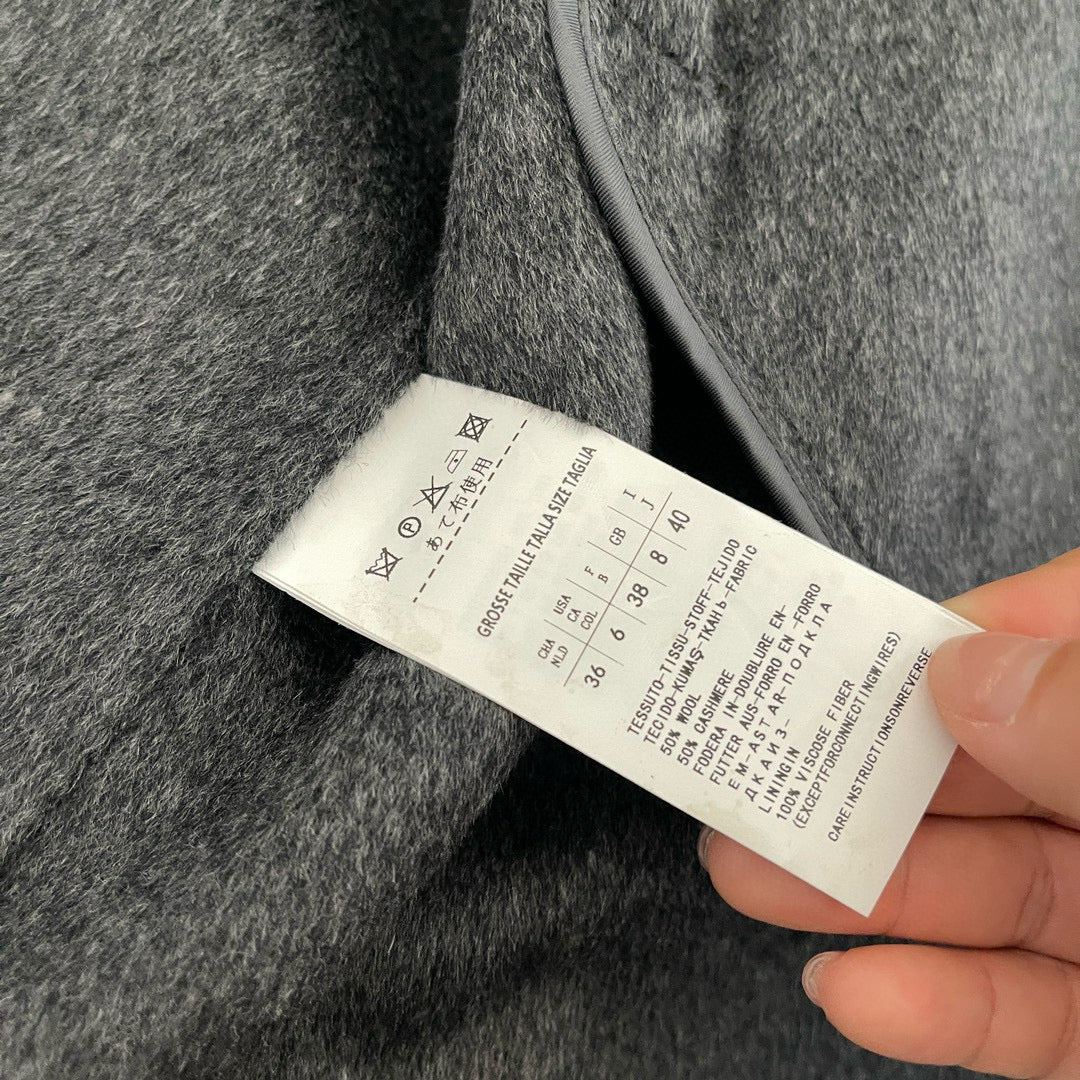 あて布使用
GROSSE TAILLE TALLA SIZE TAGLIA
CHA NLD
USA CA COL
F B
GB
I J
36 6 38 8 40
TESSUTO-TISSU-STOFF-TEJIDO
TECIDO-KUMAŞ-TKAHЬ-FABRIC
50% WOOL
50% CASHMERE
FODERA IN-DOUBLURE EN-
FUTTER AUS-FORRO EN -FORRO
EM-ASTAR-ПОДКЛА
ДКАИЗ-
LININGIN
100% VISCOSE FIBER
(EXCEPTFORCONNECTINGWIRES)
CAREINSTRUCTIONSONREVERSE